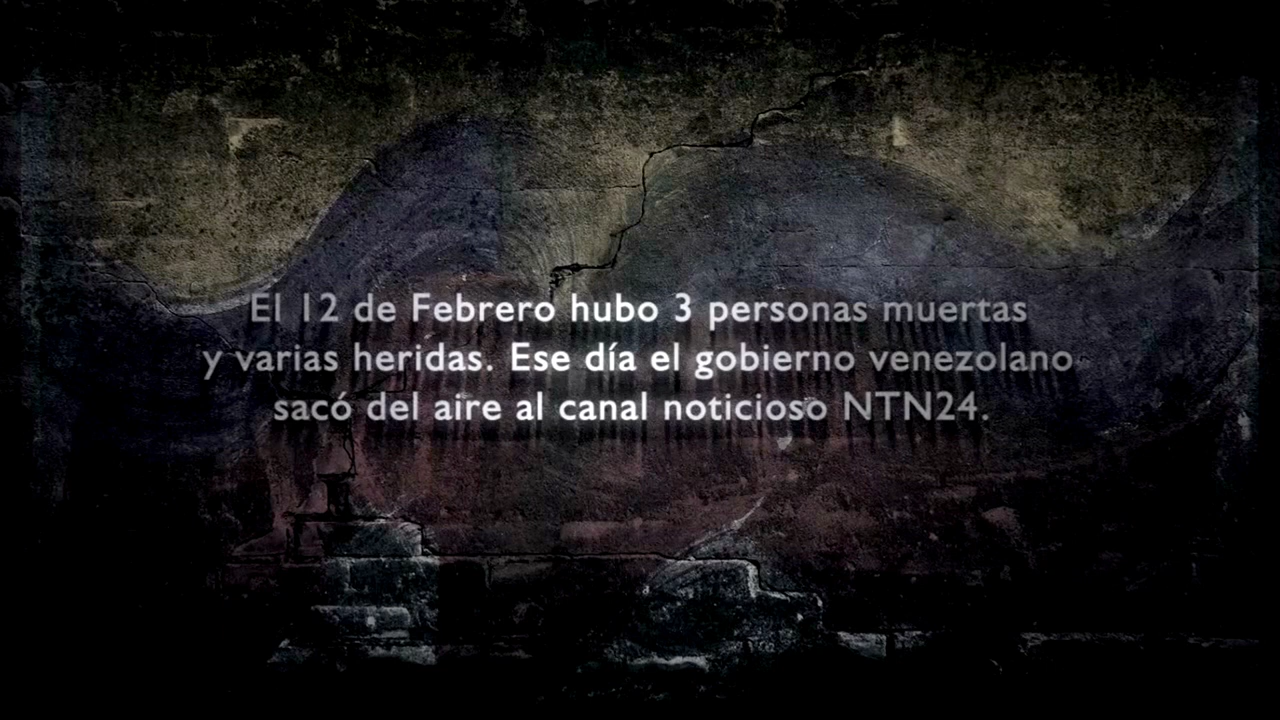 El 12 de Febrero hubo 3 personas muertas
y varias heridas. Ese día el gobierno venezolano
sacó del aire al canal noticioso NTN24.